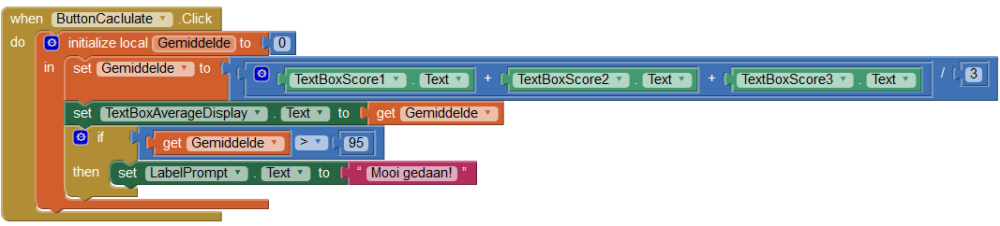 when ButtonCaclulate .Click
do initialize local Gemiddelde to 0
in set Gemiddelde to TextBoxScore1 . Text + TextBoxScore2 . Text + TextBoxScore3 . Text / 3
set TextBoxAverageDisplay . Text to get Gemiddelde
if get Gemiddelde > 95
then set LabelPrompt . Text to “ Mooi gedaan! ”